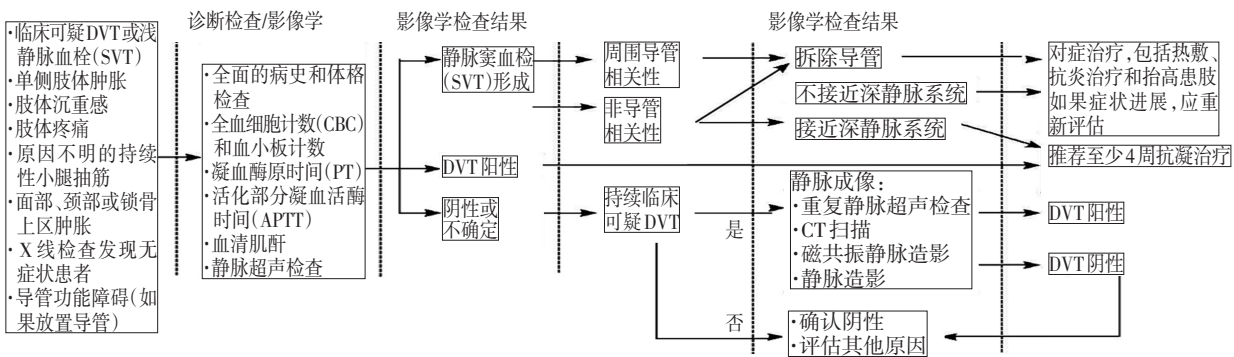 诊断检查/影像学
影像学检查结果
影像学检查结果
·临床可疑DVT或浅
静脉血栓(SVT)
·单侧肢体肿胀
·肢体沉重感
·肢体疼痛
·原因不明的持续
性小腿抽筋
·面部、颈部或锁骨
上区肿胀
·X线检查发现无
症状患者
·导管功能障碍(如
果放置导管)
·全面的病史和体格
检查
·全血细胞计数(CBC)
和血小板计数
·凝血酶原时间(PT)
·活化部分凝血活酶
时间(APTT)
·血清肌酐
·静脉超声检查
静脉窦血栓
(SVT)形成
DVT阳性
阴性或
不确定
周围导管
相关性
非导管
相关性
持续临床
可疑DVT
是
否
拆除导管
不接近深静脉系统
接近深静脉系统
静脉成像：
·重复静脉超声检查
·CT扫描
·磁共振静脉造影
·静脉造影
·确认阴性
·评估其他原因
对症治疗,包括热敷、
抗炎治疗和抬高患肢
如果症状进展,应重
新评估
推荐至少4周抗凝治疗
DVT阳性
DVT阴性